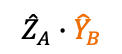 Ẑ_A · Ŷ_B